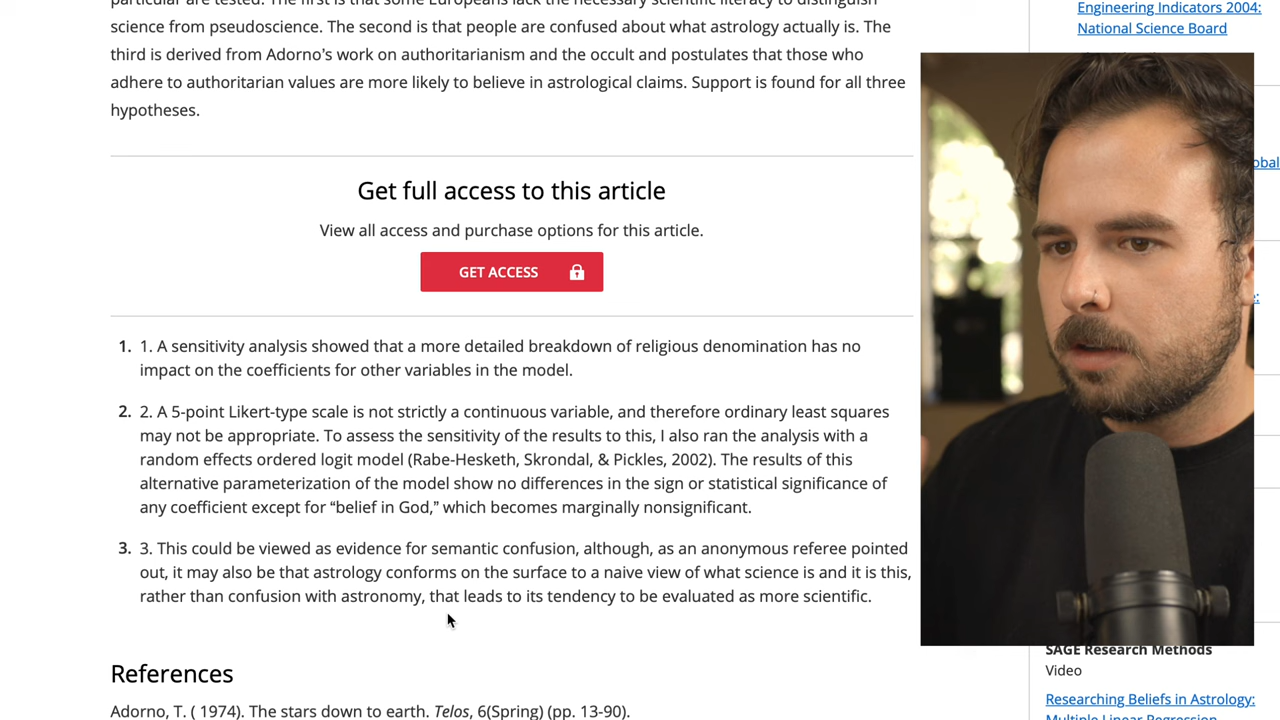 particular are tested. The first is that some Europeans lack the necessary scientific literacy to distinguish
science from pseudoscience. The second is that people are confused about what astrology actually is. The
third is derived from Adorno's work on authoritarianism and the occult and postulates that those who
adhere to authoritarian values are more likely to believe in astrological claims. Support is found for all three
hypotheses.
Get full access to this article
View all access and purchase options for this article.
GET ACCESS
1. 1. A sensitivity analysis showed that a more detailed breakdown of religious denomination has no
impact on the coefficients for other variables in the model.
2. 2. A 5-point Likert-type scale is not strictly a continuous variable, and therefore ordinary least squares
may not be appropriate. To assess the sensitivity of the results to this, I also ran the analysis with a
random effects ordered logit model (Rabe-Hesketh, Skrondal, & Pickles, 2002). The results of this
alternative parameterization of the model show no differences in the sign or statistical significance of
any coefficient except for “belief in God,” which becomes marginally nonsignificant.
3. 3. This could be viewed as evidence for semantic confusion, although, as an anonymous referee pointed
out, it may also be that astrology conforms on the surface to a naive view of what science is and it is this,
rather than confusion with astronomy, that leads to its tendency to be evaluated as more scientific.
References
Adorno, T. ( 1974). The stars down to earth. Telos, 6(Spring) (pp. 13-90).
Engineering Indicators 2004:
National Science Board
SAGE Research Methods
Video
Researching Beliefs in Astrology:
Multiple Linear Regression